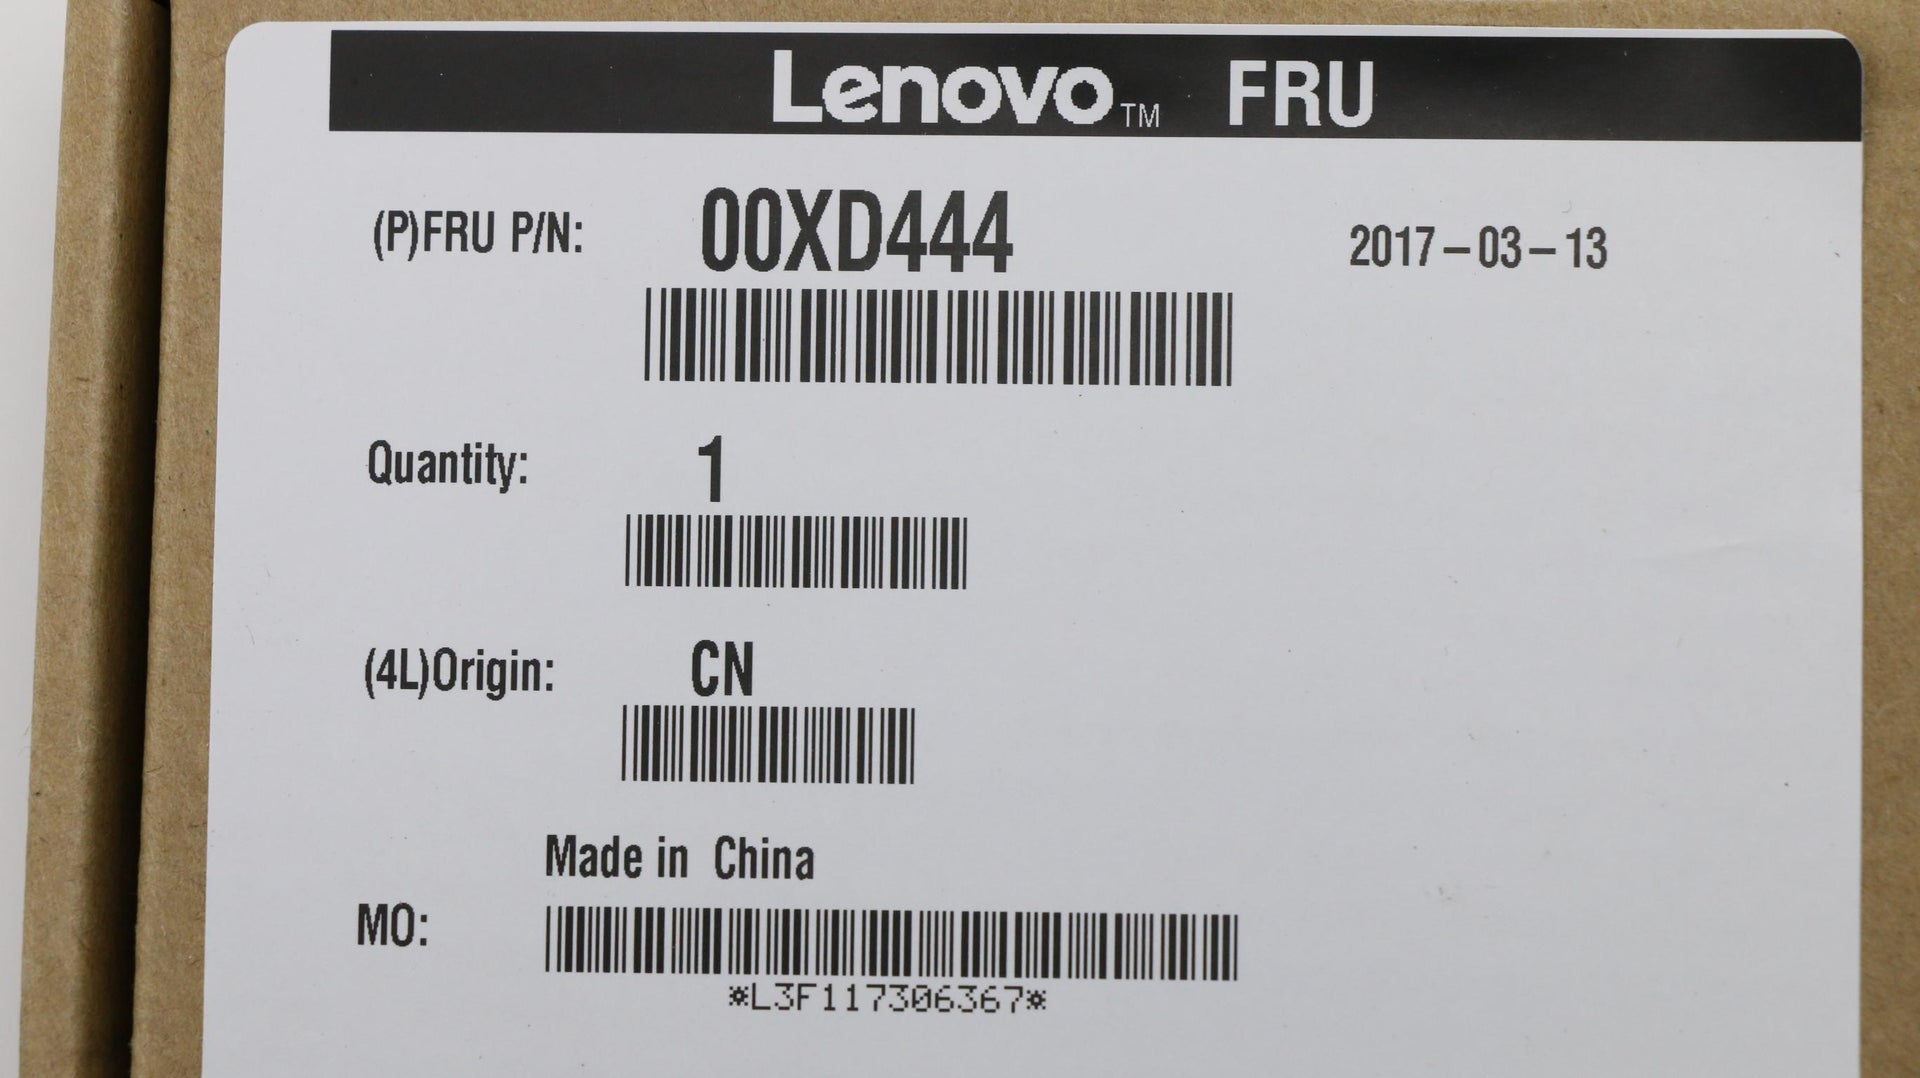 Lenovo™ FRU
(P)FRU P/N: 00XD444 2017-03-13
Quantity: 1
(4L)Origin: CN
Made in China
MO:
*L3F117306367*